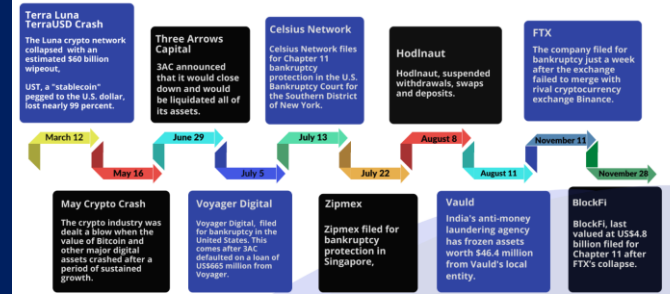 Terra Luna
TerraUSD Crash
The Luna crypto network
collapsed with an
estimated $60 billion
wipeout,
UST, a "stablecoin"
pegged to the U.S. dollar,
lost nearly 99 percent.
Three Arrows
Capital
3AC announced
that it would close
down and would
be liquidated all of
its assets.
Celsius Network
Celsius Network files
for Chapter 11
bankruptcy
protection in the U.S.
Bankruptcy Court for
the Southern District
of New York.
Hodlnaut
Hodlnaut, suspended
withdrawals, swaps
and deposits.
FTX
The company filed for
bankruptcy just a week
after the exchange
failed to merge with
rival cryptocurrency
exchange Binance.
March 12
May 16
June 29
July 5
July 13
July 22
August 8
August 11
November 11
November 28
May Crypto Crash
The crypto industry was
dealt a blow when the
value of Bitcoin and
other major digital
assets crashed after a
period of sustained
growth.
Voyager Digital
Voyager Digital, filed
for bankruptcy in the
United States. This
comes after 3AC
defaulted on a loan of
US$665 million from
Voyager.
Zipmex
Zipmex filed for
bankruptcy
protection in
Singapore,
Vauld
India's anti-money
laundering agency
has frozen assets
worth $46.4 million
from Vauld's local
entity.
BlockFi
BlockFi, last
valued at US$4.8
billion filed for
Chapter 11 after
FTX's collapse.